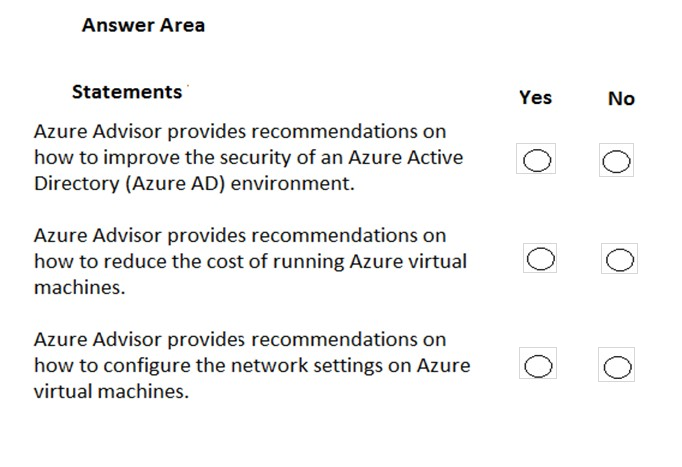 Answer Area
Statements
Yes
No
Azure Advisor provides recommendations on
how to improve the security of an Azure Active
Directory (Azure AD) environment.
Azure Advisor provides recommendations on
how to reduce the cost of running Azure virtual
machines.
Azure Advisor provides recommendations on
how to configure the network settings on Azure
virtual machines.